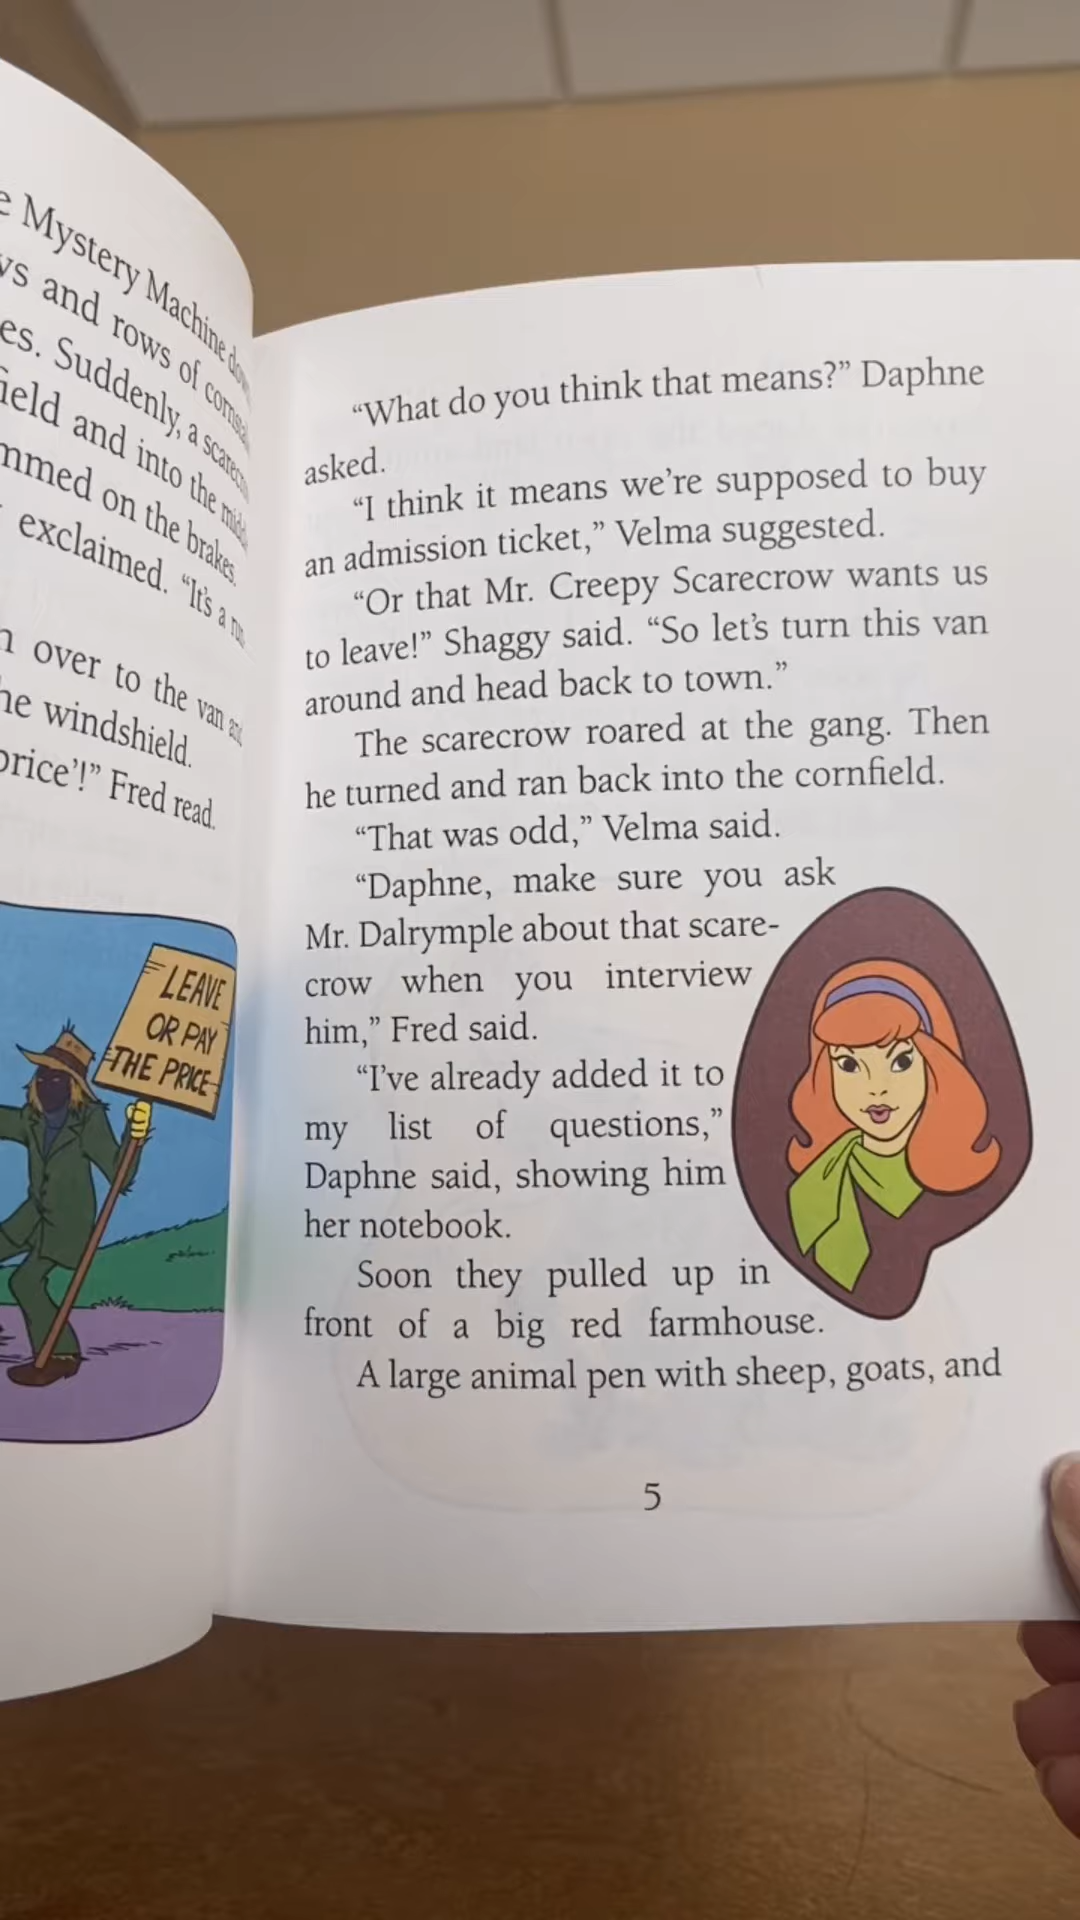 Mystery Machine
and rows of
Suddenly, a
and into the
on the brakes.
exclaimed. “It’s a
over to the van
windshield.
Fred read.
LEAVE
OR PAY
THE PRICE
“What do you think that means?” Daphne
asked.
“I think it means we’re supposed to buy
an admission ticket,” Velma suggested.
“Or that Mr. Creepy Scarecrow wants us
to leave!” Shaggy said. “So let’s turn this van
around and head back to town.”
The scarecrow roared at the gang. Then
he turned and ran back into the cornfield.
“That was odd,” Velma said.
“Daphne, make sure you ask
Mr. Dalrymple about that scare-
crow when you interview
him,” Fred said.
“I’ve already added it to
my list of questions,”
Daphne said, showing him
her notebook.
Soon they pulled up in
front of a big red farmhouse.
A large animal pen with sheep, goats, and
5